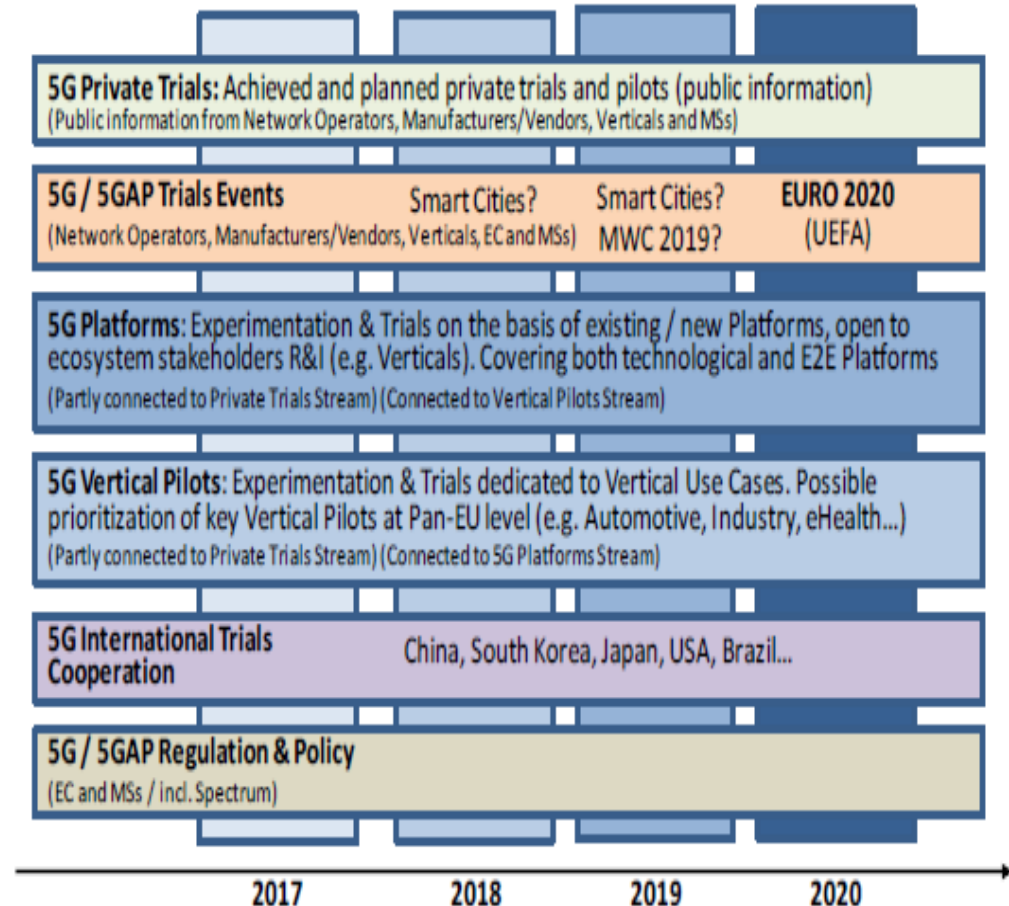 5G Private Trials: Achieved and planned private trials and pilots (public information)
(Public information from Network Operators, Manufacturers/Vendors, Verticals and MSs)
5G / 5GAP Trials Events
(Network Operators, Manufacturers/Vendors, Verticals, EC and MSs)
Smart Cities?
Smart Cities?
MWC 2019?
EURO 2020
(UEFA)
5G Platforms: Experimentation & Trials on the basis of existing / new Platforms, open to
ecosystem stakeholders R&I (e.g. Verticals). Covering both technological and E2E Platforms
(Partly connected to Private Trials Stream) (Connected to Vertical Pilots Stream)
5G Vertical Pilots: Experimentation & Trials dedicated to Vertical Use Cases. Possible
prioritization of key Vertical Pilots at Pan-EU level (e.g. Automotive, Industry, eHealth...)
(Partly connected to Private Trials Stream) (Connected to 5G Platforms Stream)
5G International Trials
Cooperation
China, South Korea, Japan, USA, Brazil...
5G / 5GAP Regulation & Policy
(EC and MSs / incl. Spectrum)
2017
2018
2019
2020